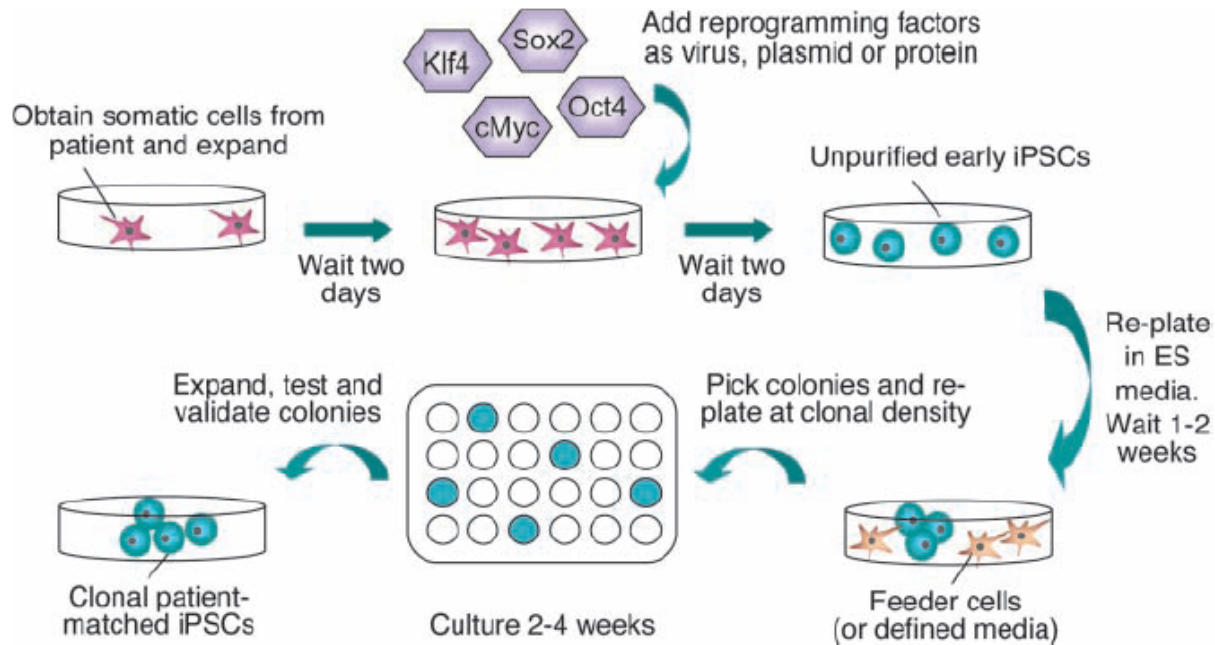 Klf4
Sox2
cMyc
Oct4
Add reprogramming factors
as virus, plasmid or protein
Obtain somatic cells from
patient and expand
Wait two
days
Wait two
days
Unpurified early iPSCs
Re-plate
in ES
media.
Wait 1-2
weeks
Feeder cells
(or defined media)
Pick colonies and re-
plate at clonal density
Culture 2-4 weeks
Expand, test and
validate colonies
Clonal patient-
matched iPSCs